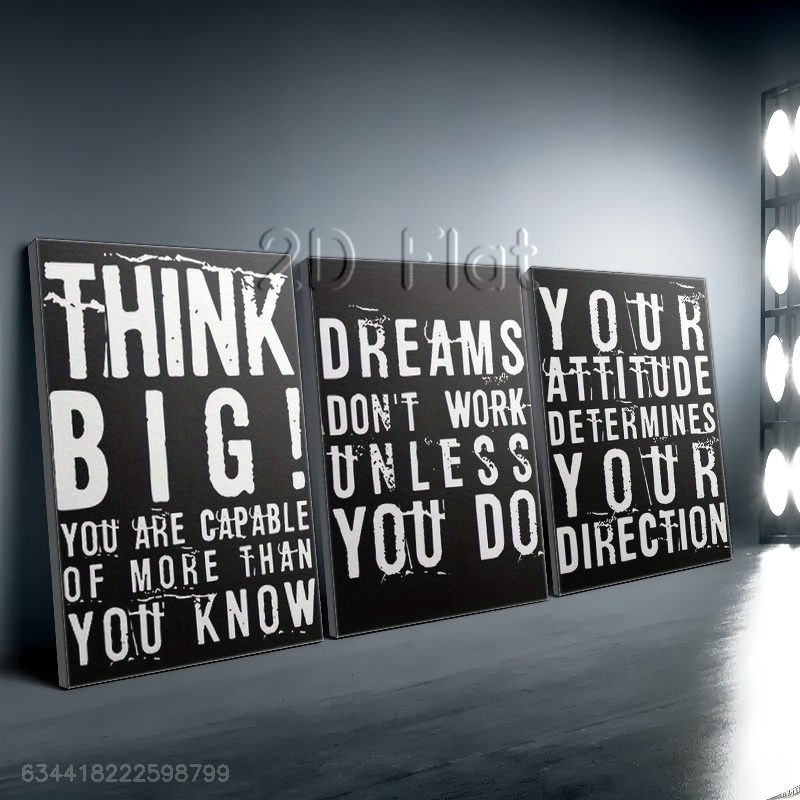 2D Flat
THINK
BIG!
YOU ARE CAPABLE
OF MORE THAN
YOU KNOW
DREAMS
DON'T WORK
UNLESS
YOU DO
YOUR
ATTITUDE
DETERMINES
YOUR
DIRECTION
634418222598799